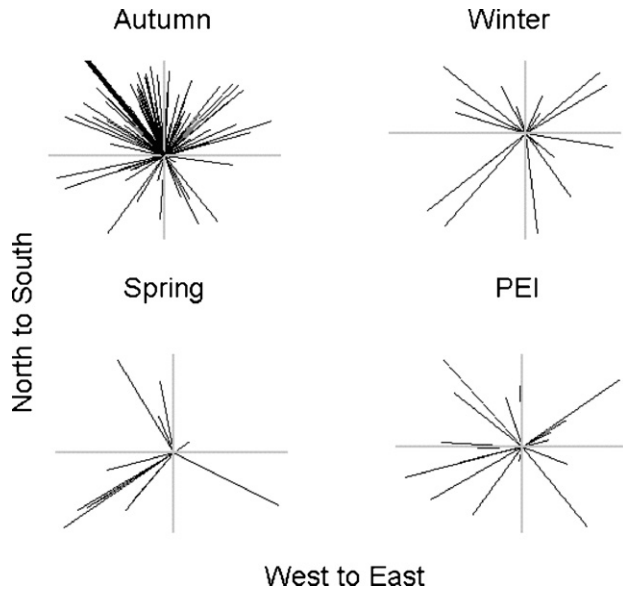 Autumn
Winter
Spring
PEI
North to South
West to East